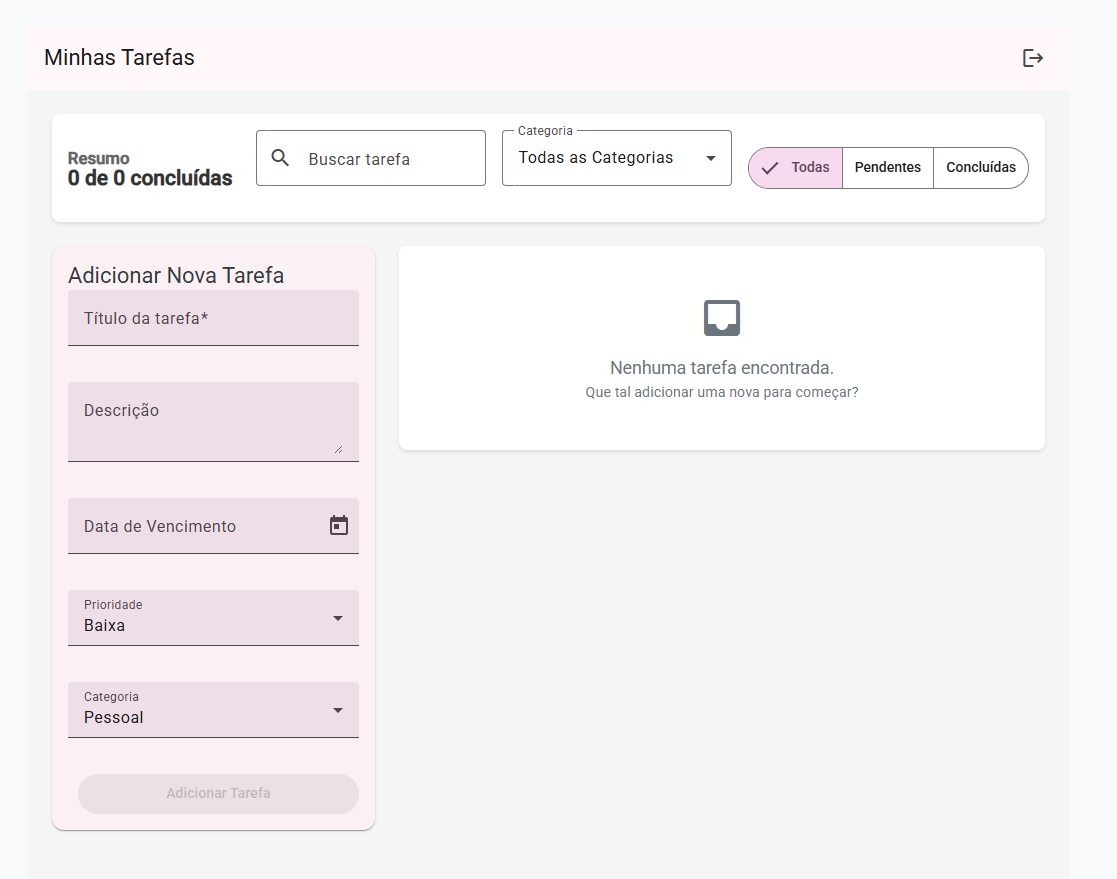 Minhas Tarefas
Resumo
0 de 0 concluídas
Buscar tarefa
Categoria
Todas as Categorias
Todas
Pendentes
Concluídas
Adicionar Nova Tarefa
Título da tarefa*
Descrição
Data de Vencimento
Prioridade
Baixa
Categoria
Pessoal
Adicionar Tarefa
Nenhuma tarefa encontrada.
Que tal adicionar uma nova para começar?